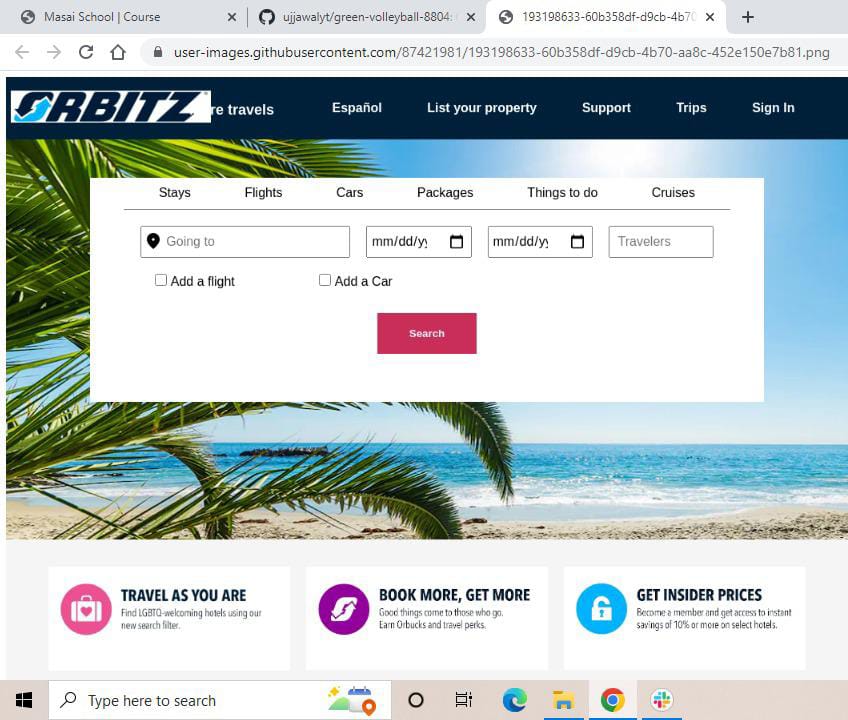 Masai School | Course
ujjawalyt/green-volleyball-8804:
193198633-60b358df-d9cb-4b70
user-images.githubusercontent.com/87421981/193198633-60b358df-d9cb-4b70-aa8c-452e150e7b81.png
ORBITZ re travels Español List your property Support Trips Sign In
Stays Flights Cars Packages Things to do Cruises
Going to mm/dd/yy mm/dd/yy Travelers
Add a flight Add a Car
Search
TRAVEL AS YOU ARE
Find LGBTQ-welcoming hotels using our
new search filter.
BOOK MORE, GET MORE
Good things come to those who go.
Earn Orbucks and travel perks.
GET INSIDER PRICES
Become a member and get access to instant
savings of 10% or more on select hotels.
Type here to search